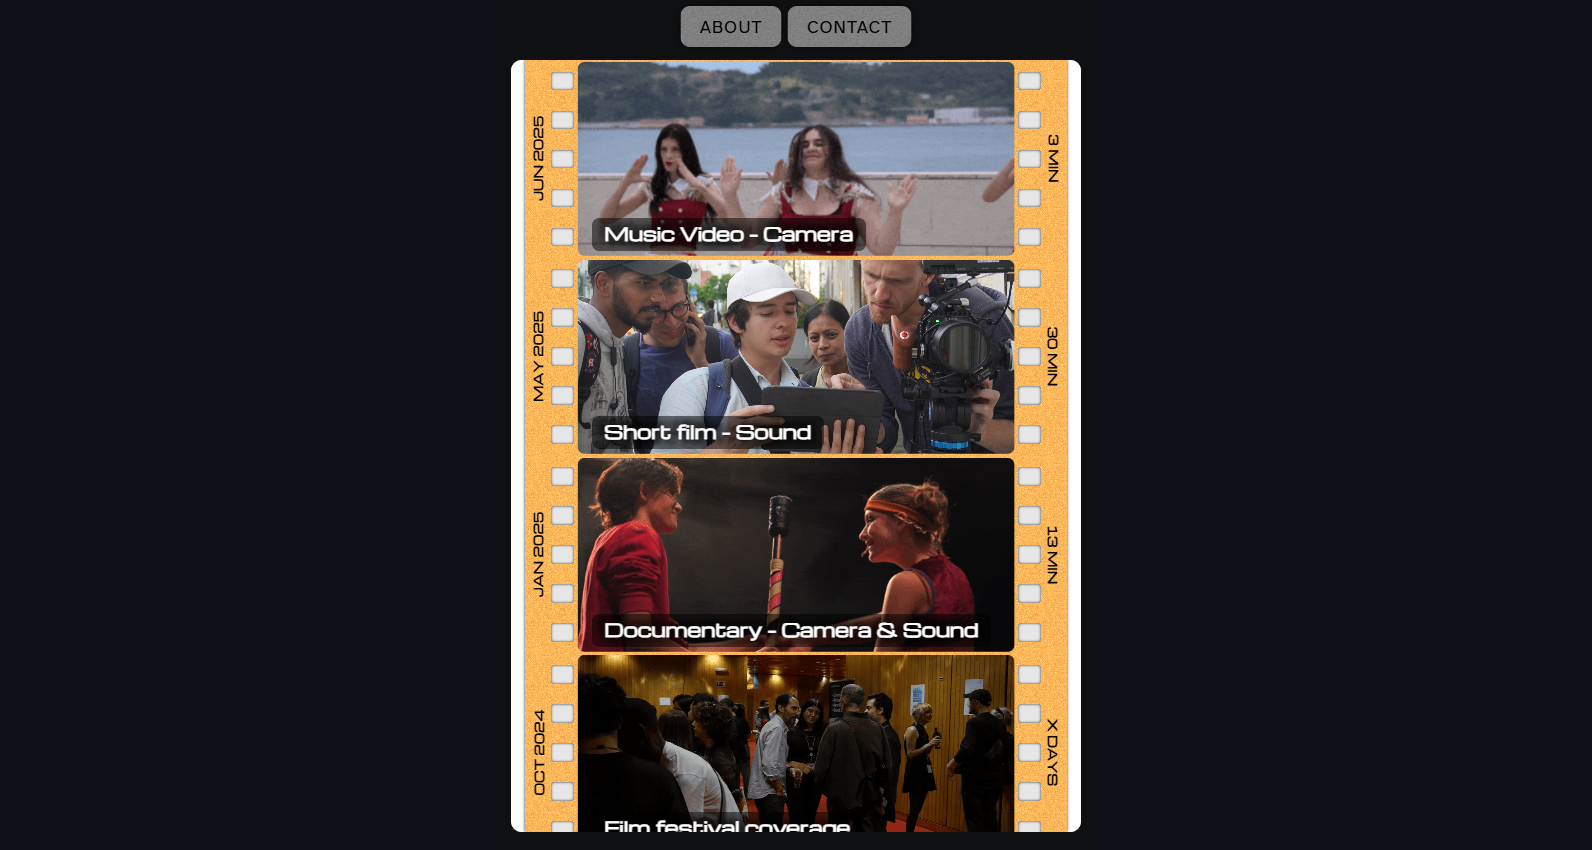 ABOUT CONTACT
JUN 2025
Music Video - Camera
3 MIN
MAY 2025
Short film - Sound
30 MIN
JAN 2025
Documentary - Camera & Sound
13 MIN
OCT 2024
Film festival coverage
X DAYS